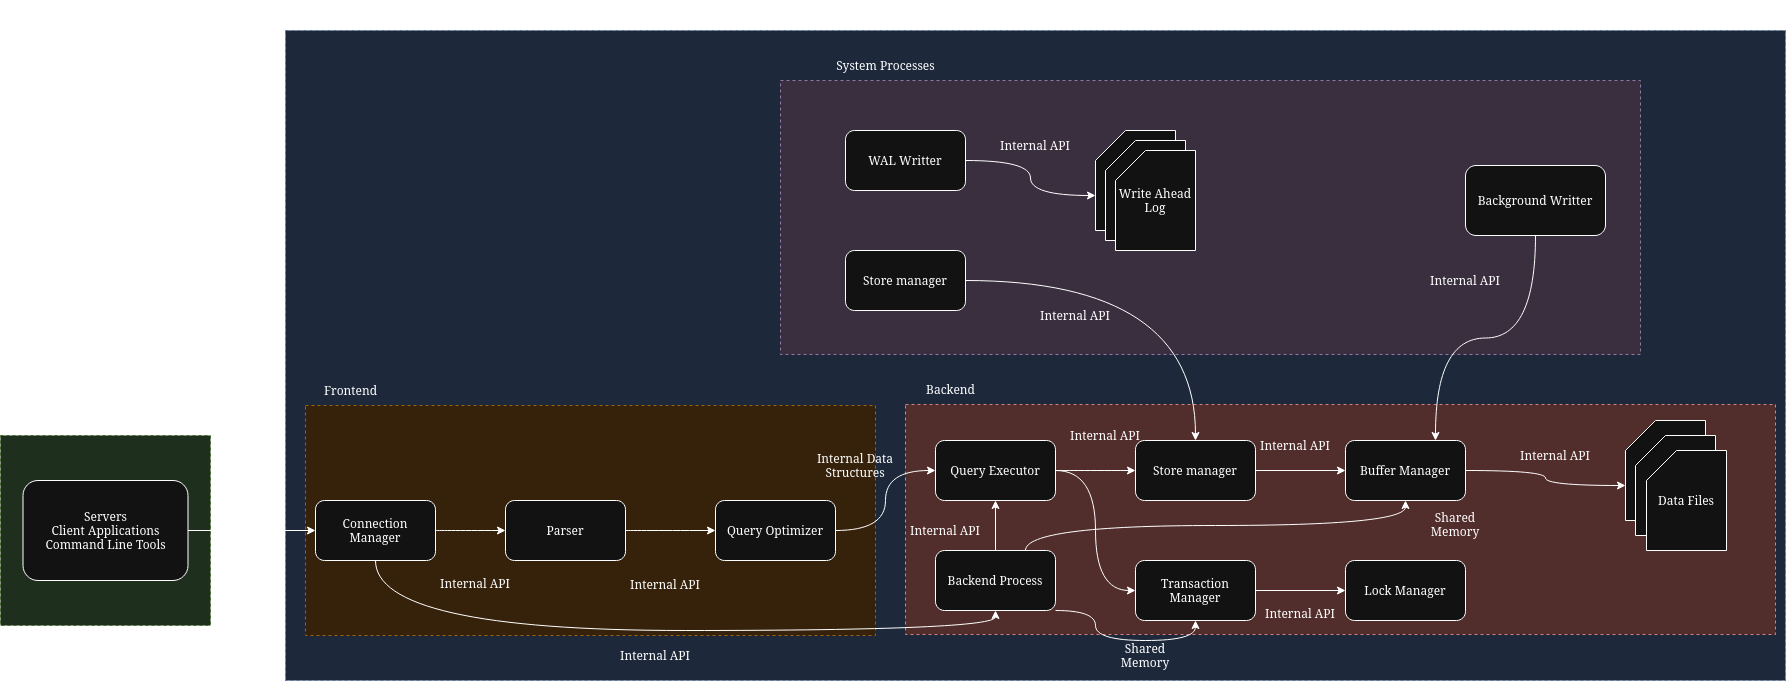 System Processes
WAL Writter
Internal API
Write Ahead
Log
Background Writter
Store manager
Internal API
Internal API
Frontend
Backend
Servers
Client Applications
Command Line Tools
Connection
Manager
Parser
Query Optimizer
Internal API
Internal API
Internal API
Internal Data
Structures
Query Executor
Internal API
Store manager
Internal API
Buffer Manager
Internal API
Data Files
Internal API
Shared
Memory
Backend Process
Transaction
Manager
Internal API
Lock Manager
Shared
Memory